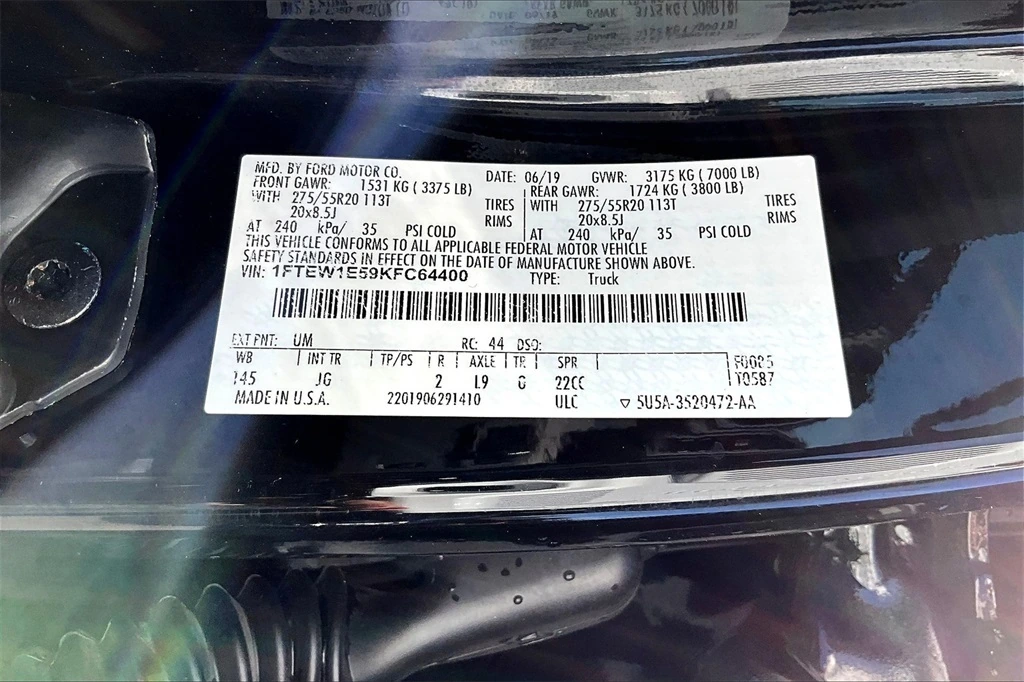 MFD. BY FORD MOTOR CO. DATE: 06/19 GVWR: 3175 KG ( 7000 LB)
FRONT GAWR: 1531 KG ( 3375 LB) REAR GAWR: 1724 KG ( 3800 LB)
WITH 275/55R20 113T TIRES WITH 275/55R20 113T TIRES
20x8.5J RIMS 20x8.5J RIMS
AT 240 kPa/ 35 PSI COLD AT 240 kPa/ 35 PSI COLD
THIS VEHICLE CONFORMS TO ALL APPLICABLE FEDERAL MOTOR VEHICLE
SAFETY STANDARDS IN EFFECT ON THE DATE OF MANUFACTURE SHOWN ABOVE.
VIN: 1FTEW1E59KFC64400 TYPE: Truck
EXT PNT: UM RC: 44 DSO:
WB INT TR TP/PS R AXLE TR SPR
145 JG 2 L9 22CC T0587
MADE IN U.S.A. 2201906291410 ULC ▽ 5U5A-3520472-AA